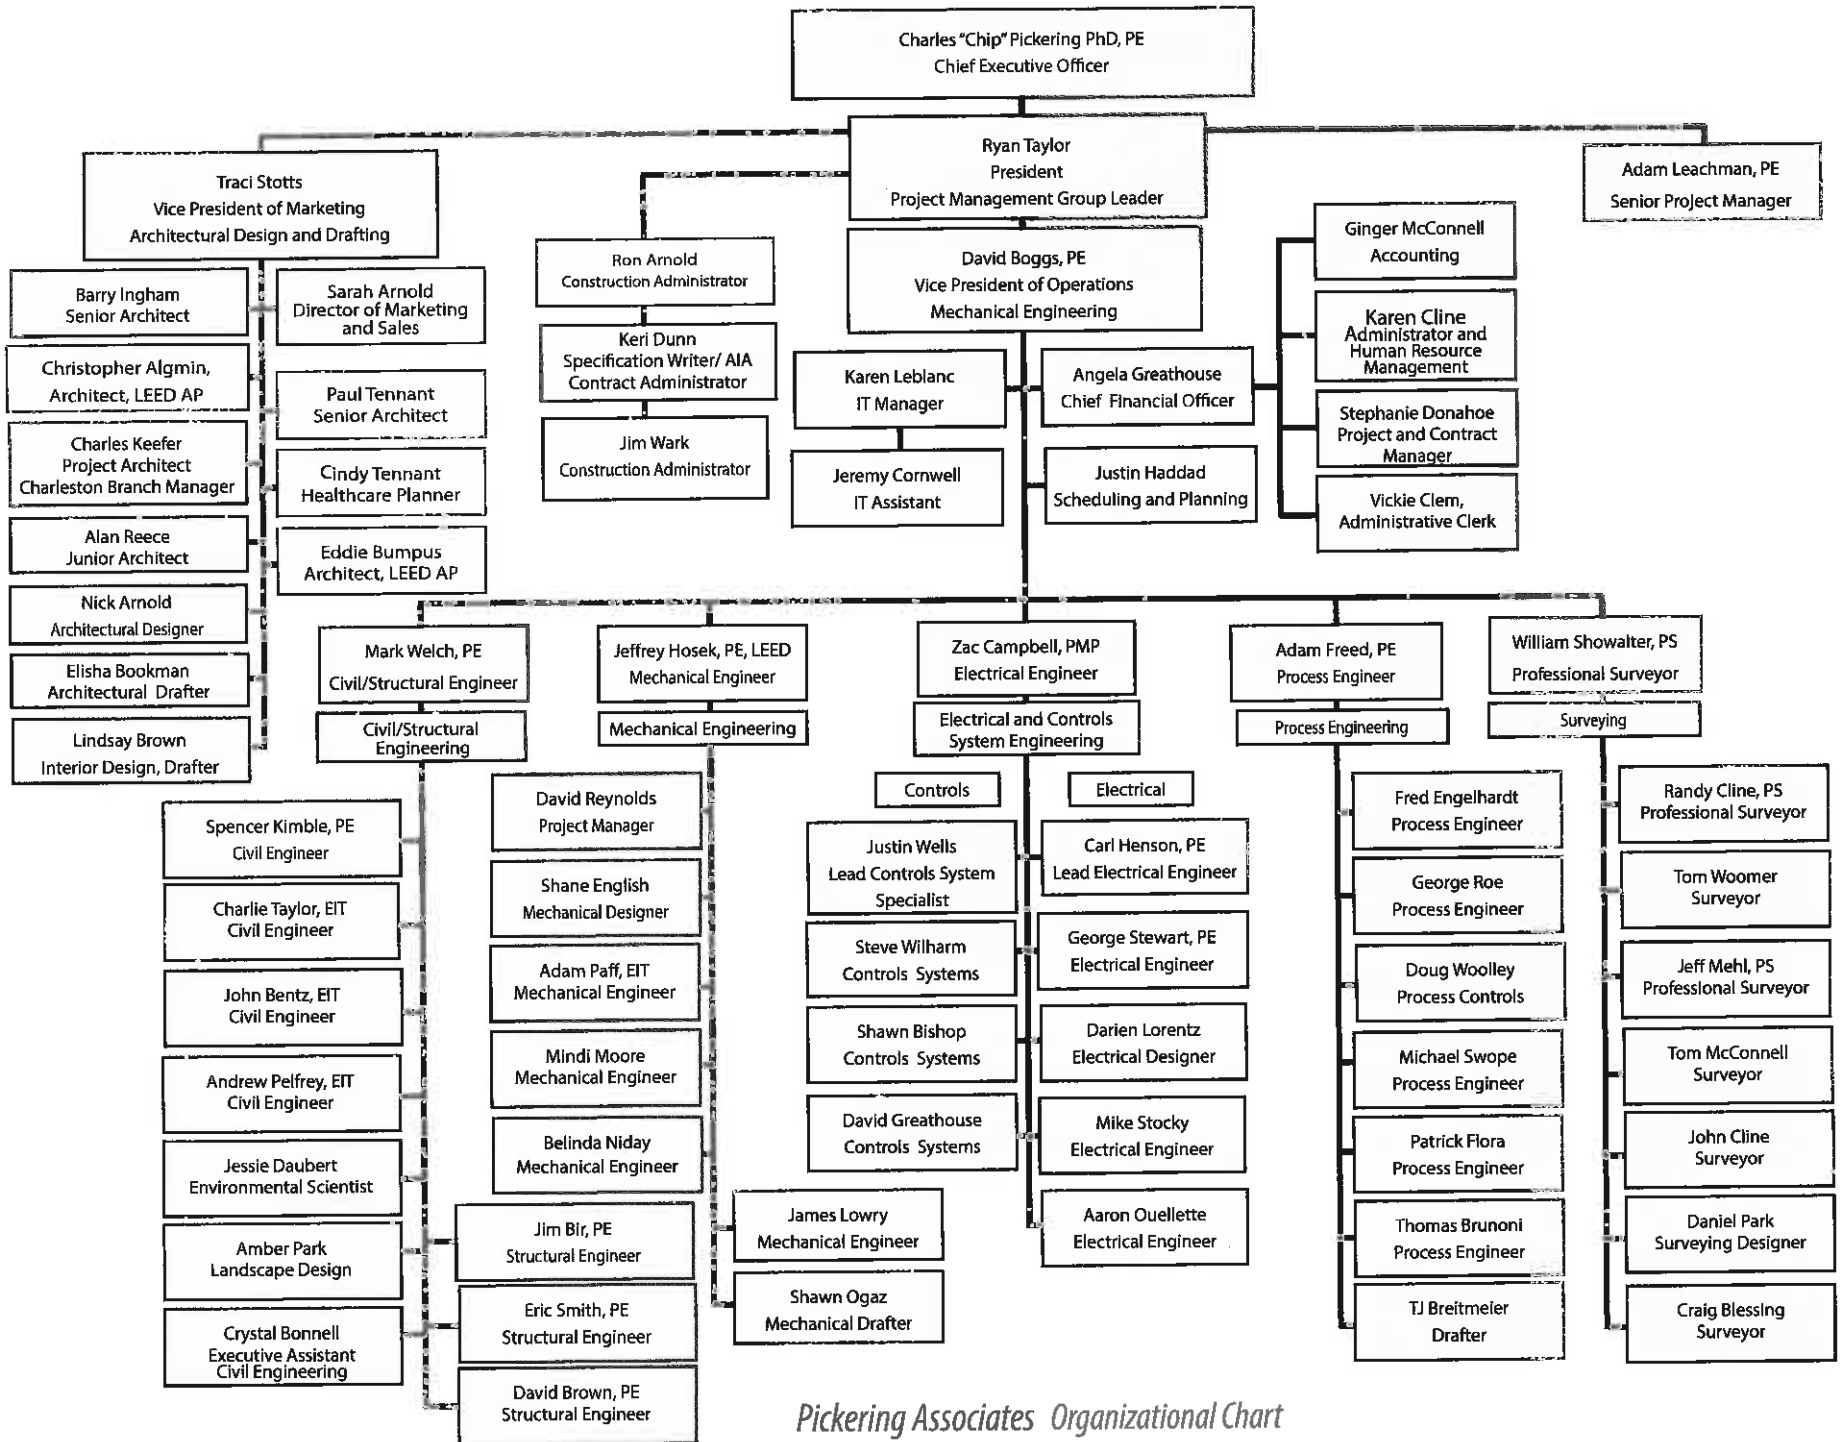 Charles "Chip" Pickering PhD, PE
Chief Executive Officer
Ryan Taylor
President
Project Management Group Leader
Traci Stotts
Vice President of Marketing
Architectural Design and Drafting
Adam Leachman, PE
Senior Project Manager
Barry Ingham
Senior Architect
Sarah Arnold
Director of Marketing
and Sales
Christopher Algmin,
Architect, LEED AP
Paul Tennant
Senior Architect
Charles Keefer
Project Architect
Charleston Branch Manager
Cindy Tennant
Healthcare Planner
Alan Reece
Junior Architect
Eddie Bumpus
Architect, LEED AP
Nick Arnold
Architectural Designer
Elisha Bookman
Architectural Drafter
Lindsay Brown
Interior Design, Drafter
Ron Arnold
Construction Administrator
Keri Dunn
Specification Writer/ AIA
Contract Administrator
Jim Wark
Construction Administrator
David Boggs, PE
Vice President of Operations
Mechanical Engineering
Karen Leblanc
IT Manager
Jeremy Cornwell
IT Assistant
Angela Greathouse
Chief Financial Officer
Justin Haddad
Scheduling and Planning
Ginger McConnell
Accounting
Karen Cline
Administrator and
Human Resource
Management
Stephanie Donahoe
Project and Contract
Manager
Vickie Clem,
Administrative Clerk
Mark Welch, PE
Civil/Structural Engineer
Civil/Structural
Engineering
Spencer Kimble, PE
Civil Engineer
Charlie Taylor, EIT
Civil Engineer
John Bentz, EIT
Civil Engineer
Andrew Pelfrey, EIT
Civil Engineer
Jessie Daubert
Environmental Scientist
Amber Park
Landscape Design
Crystal Bonnell
Executive Assistant
Civil Engineering
Jim Bir, PE
Structural Engineer
Eric Smith, PE
Structural Engineer
David Brown, PE
Structural Engineer
Jeffrey Hosek, PE, LEED
Mechanical Engineer
Mechanical Engineering
David Reynolds
Project Manager
Shane English
Mechanical Designer
Adam Paff, EIT
Mechanical Engineer
Mindi Moore
Mechanical Engineer
Belinda Niday
Mechanical Engineer
James Lowry
Mechanical Engineer
Shawn Ogaz
Mechanical Drafter
Zac Campbell, PMP
Electrical Engineer
Electrical and Controls
System Engineering
Controls
Justin Wells
Lead Controls System
Specialist
Steve Wilharm
Controls Systems
Shawn Bishop
Controls Systems
David Greathouse
Controls Systems
Electrical
Carl Henson, PE
Lead Electrical Engineer
George Stewart, PE
Electrical Engineer
Darien Lorentz
Electrical Designer
Mike Stocky
Electrical Engineer
Aaron Ouellette
Electrical Engineer
Adam Freed, PE
Process Engineer
Process Engineering
Fred Engelhardt
Process Engineer
George Roe
Process Engineer
Doug Woolley
Process Controls
Michael Swope
Process Engineer
Patrick Flora
Process Engineer
Thomas Brunoni
Process Engineer
TJ Breitmeier
Drafter
William Showalter, PS
Professional Surveyor
Surveying
Randy Cline, PS
Professional Surveyor
Tom Woomer
Surveyor
Jeff Mehl, PS
Professional Surveyor
Tom McConnell
Surveyor
John Cline
Surveyor
Daniel Park
Surveying Designer
Craig Blessing
Surveyor
Pickering Associates Organizational Chart